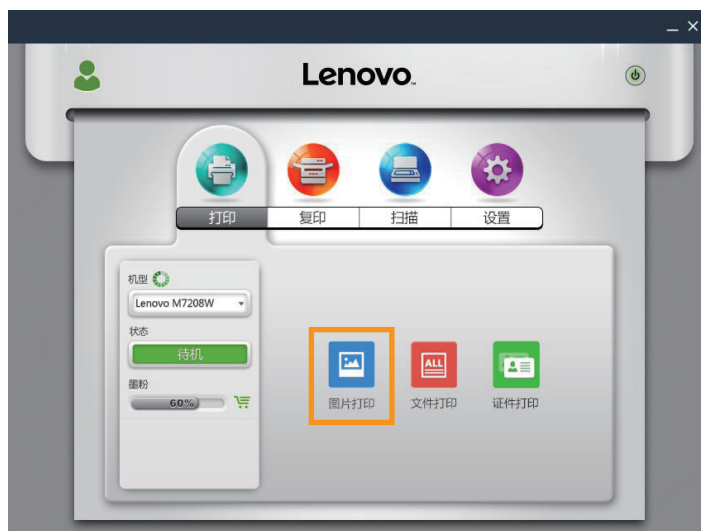 Lenovo
打印 复印 扫描 设置
机型
Lenovo M7208W
状态
待机
墨粉
60%
ALL
图片打印 文件打印 证件打印